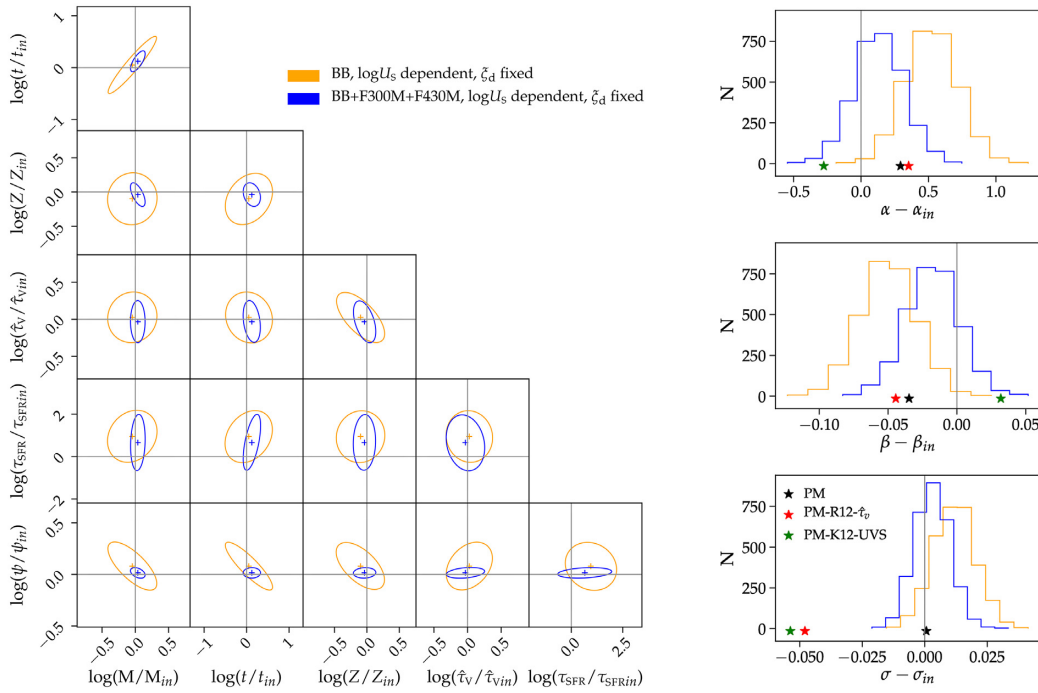 log(t/t_in)
1
0
−1
BB, logU_S dependent, ξ_d fixed
BB+F300M+F430M, logU_S dependent, ξ_d fixed
log(Z/Z_in)
0.5
0.0
−0.5
log(τ̂_V/τ̂_Vin)
0.5
0.0
−0.5
log(τ_SFR/τ_SFRin)
2
0
−2
log(ψ/ψ_in)
0.5
0.0
−0.5
−0.5
0.0
0.5
−1
0
1
−0.5
0.0
0.5
−0.5
0.0
0.5
0.0
2.5
log(M/M_in)
log(t/t_in)
log(Z/Z_in)
log(τ̂_V/τ̂_Vin)
log(τ_SFR/τ_SFRin)
N
750
500
250
0
−0.5
0.0
0.5
1.0
α − α_in
N
750
500
250
0
−0.10
−0.05
0.00
0.05
β − β_in
N
750
500
250
0
PM
PM-R12-τ̂_v
PM-K12-UVS
−0.050
−0.025
0.000
0.025
σ − σ_in